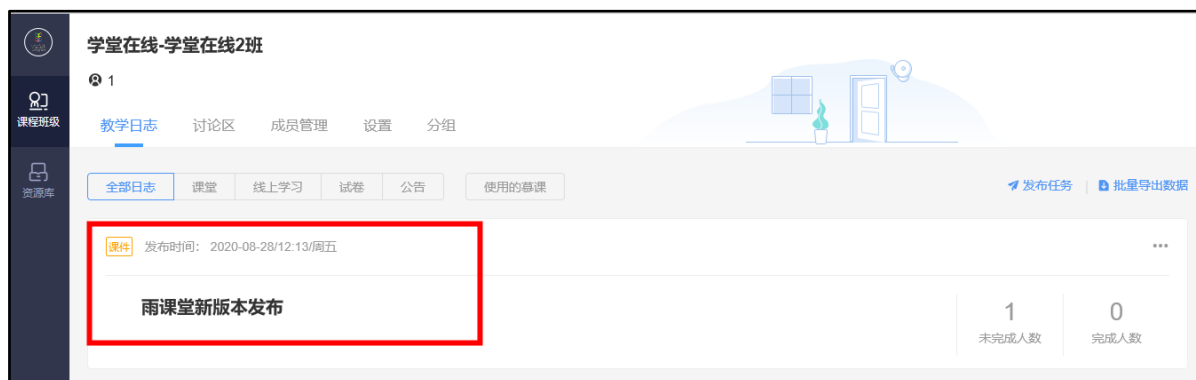 学堂在线-学堂在线2班
1
课程班级
教学日志 讨论区 成员管理 设置 分组
资源库
全部日志 课堂 线上学习 试卷 公告 使用的慕课 发布任务 批量导出数据
课件 发布时间： 2020-08-28/12:13/周五
雨课堂新版本发布
1 0
未完成人数 完成人数